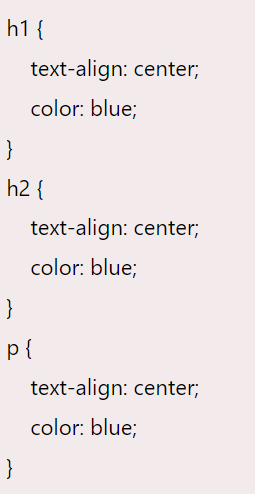 h1 {
text-align: center;
color: blue;
}
h2 {
text-align: center;
color: blue;
}
p {
text-align: center;
color: blue;
}